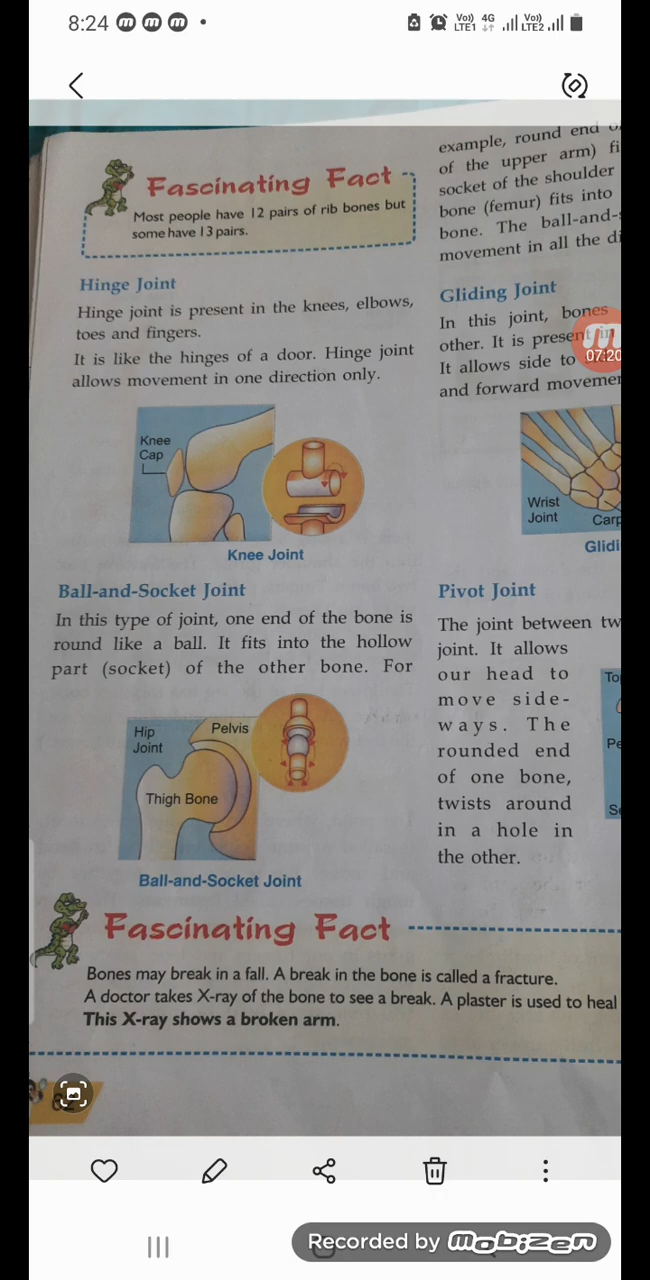 8:24
Vo)) LTE1 4G Vo)) LTE2
Fascinating Fact
Most people have 12 pairs of rib bones but
some have 13 pairs.
Hinge Joint
Hinge joint is present in the knees, elbows,
toes and fingers.
It is like the hinges of a door. Hinge joint
allows movement in one direction only.
Knee
Cap
Knee Joint
Ball-and-Socket Joint
In this type of joint, one end of the bone is
round like a ball. It fits into the hollow
part (socket) of the other bone. For
Hip
Joint
Pelvis
Thigh Bone
Ball-and-Socket Joint
example, round end
of the upper arm)
socket of the shoulder
bone (femur) fits into
bone. The ball-and-
movement in all the
Gliding Joint
In this joint, bones
other. It is present in
It allows side to
and forward
07:20
Wrist
Joint
Pivot Joint
The joint between
joint. It allows
our head to
move side-
ways. The
rounded end
of one bone,
twists around
in a hole in
the other.
Fascinating Fact
Bones may break in a fall. A break in the bone is called a fracture.
A doctor takes X-ray of the bone to see a break. A plaster is used to heal
This X-ray shows a broken arm.
Recorded by mobizen